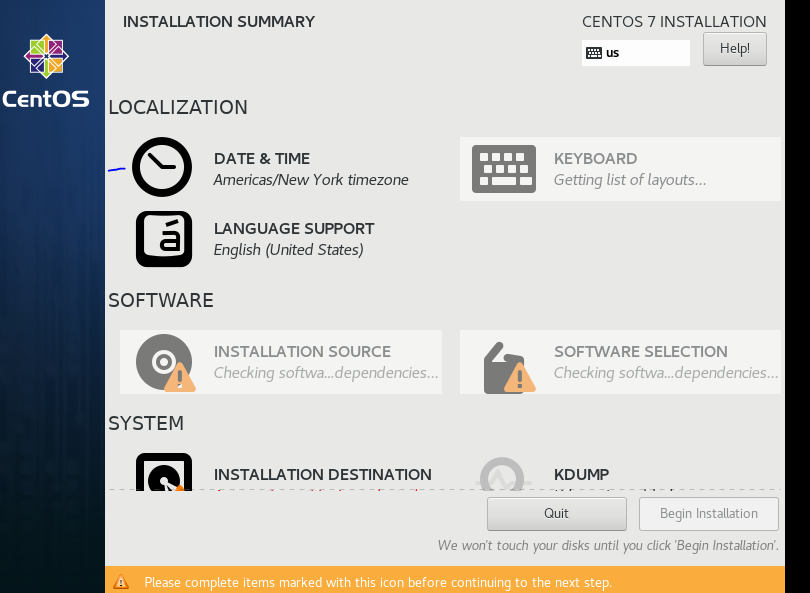 INSTALLATION SUMMARY
CENTOS 7 INSTALLATION
us
Help!
CentOS
LOCALIZATION
DATE & TIME
Americas/New York timezone
KEYBOARD
Getting list of layouts...
á
LANGUAGE SUPPORT
English (United States)
SOFTWARE
INSTALLATION SOURCE
Checking softwa...dependencies...
SOFTWARE SELECTION
Checking softwa...dependencies...
SYSTEM
INSTALLATION DESTINATION
KDUMP
Quit
Begin Installation
We won't touch your disks until you click 'Begin Installation'.
Please complete items marked with this icon before continuing to the next step.